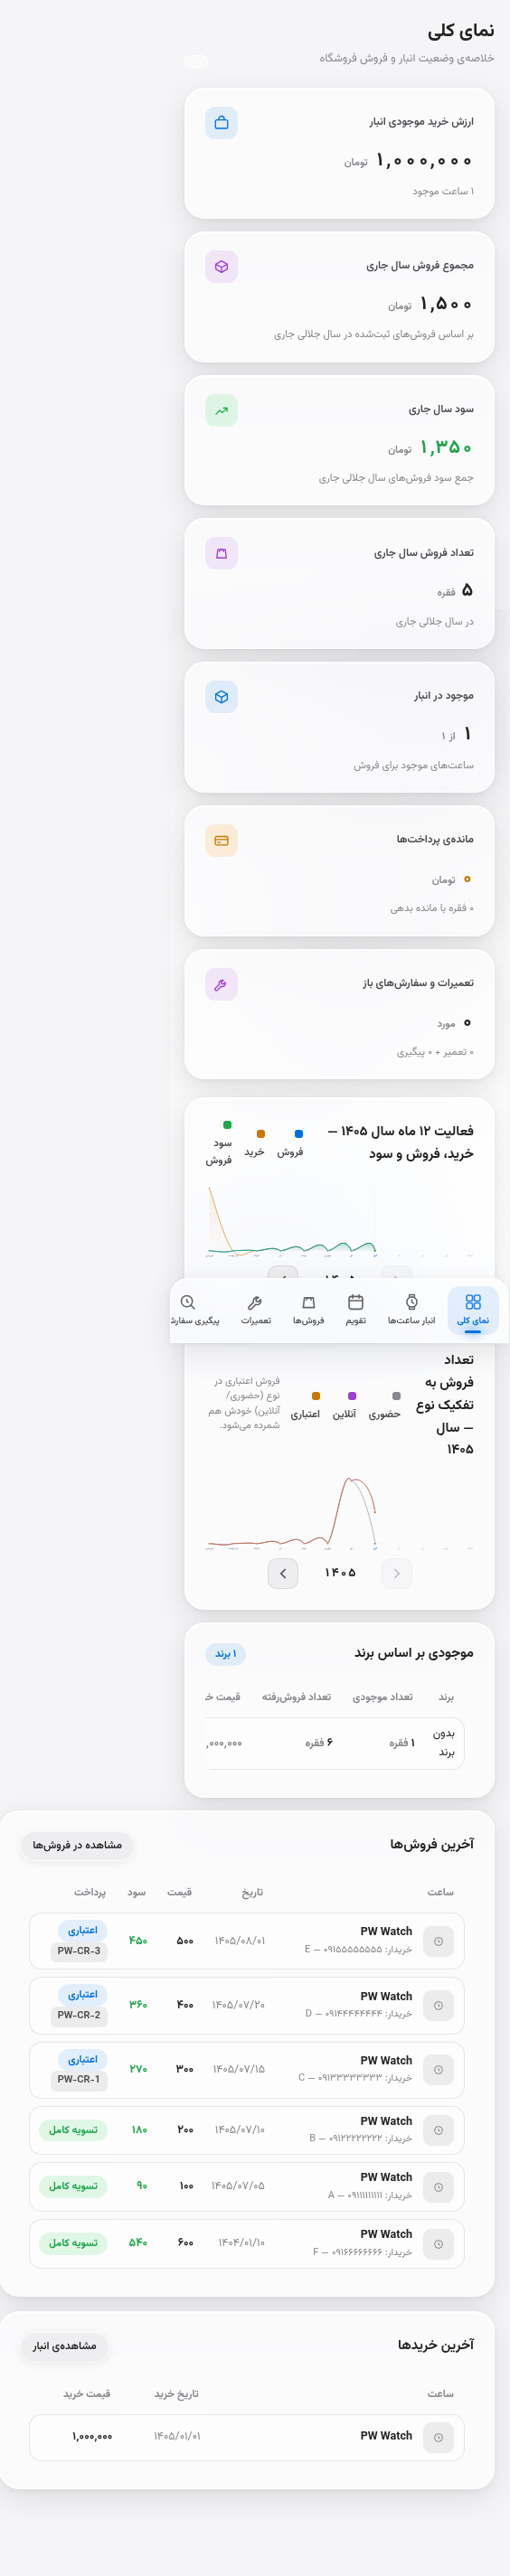 نمای کلی
خلاصه‌ی وضعیت انبار و فروش فروشگاه
ارزش خرید موجودی انبار
۱,۰۰۰,۰۰۰ تومان
۱ ساعت موجود
مجموع فروش سال جاری
۱,۵۰۰ تومان
بر اساس فروش‌های ثبت‌شده در سال جلالی جاری
سود سال جاری
۱,۳۵۰ تومان
جمع سود فروش‌های سال جلالی جاری
تعداد فروش سال جاری
۵ فقره
در سال جلالی جاری
موجود در انبار
۱ از ۱
ساعت‌های موجود برای فروش
مانده‌ی پرداخت‌ها
۰ تومان
۰ فقره با مانده بدهی
تعمیرات و سفارش‌های باز
۰ مورد
۰ تعمیر + ۰ پیگیری
فعالیت ۱۲ ماه سال ۱۴۰۵ —
خرید، فروش و سود
فروش
خرید
سود
فروش
نمای کلی
انبار ساعت‌ها
تقویم
فروش‌ها
تعمیرات
پیگیری سفارش
تعداد
فروش به
تفکیک نوع
— سال
۱۴۰۵
حضوری
آنلاین
اعتباری
فروش اعتباری در
نوع (حضوری/
آنلاین) خودش هم
شمرده می‌شود.
۱۴۰۵
موجودی بر اساس برند
۱ برند
برند تعداد موجودی تعداد فروش‌رفته قیمت خ
بدون
برند
۱ فقره ۶ فقره ,۰۰۰,۰۰۰
آخرین فروش‌ها
مشاهده در فروش‌ها
ساعت تاریخ قیمت سود پرداخت
PW Watch
خریدار: ۰۹۱۵۵۵۵۵۵۵۵ — E
۱۴۰۵/۰۸/۰۱ ۵۰۰ ۴۵۰ اعتباری
PW-CR-3
PW Watch
خریدار: ۰۹۱۴۴۴۴۴۴۴۴ — D
۱۴۰۵/۰۷/۲۰ ۴۰۰ ۳۶۰ اعتباری
PW-CR-2
PW Watch
خریدار: ۰۹۱۳۳۳۳۳۳۳۳ — C
۱۴۰۵/۰۷/۱۵ ۳۰۰ ۲۷۰ اعتباری
PW-CR-1
PW Watch
خریدار: ۰۹۱۲۲۲۲۲۲۲۲ — B
۱۴۰۵/۰۷/۱۰ ۲۰۰ ۱۸۰ تسویه کامل
PW Watch
خریدار: ۰۹۱۱۱۱۱۱۱۱۱ — A
۱۴۰۵/۰۷/۰۵ ۱۰۰ ۹۰ تسویه کامل
PW Watch
خریدار: ۰۹۱۶۶۶۶۶۶۶۶ — F
۱۴۰۴/۰۱/۱۰ ۶۰۰ ۵۴۰ تسویه کامل
آخرین خریدها
مشاهده‌ی انبار
ساعت تاریخ خرید قیمت خرید
PW Watch ۱۴۰۵/۰۱/۰۱ ۱,۰۰۰,۰۰۰